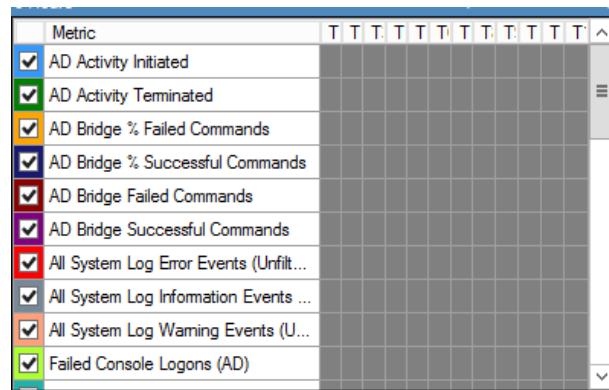 Metric T T T. T T T( T T. T: T T T'
AD Activity Initiated
AD Activity Terminated
AD Bridge % Failed Commands
AD Bridge % Successful Commands
AD Bridge Failed Commands
AD Bridge Successful Commands
All System Log Error Events (Unfilt...
All System Log Information Events ...
All System Log Warning Events (U...
Failed Console Logons (AD)